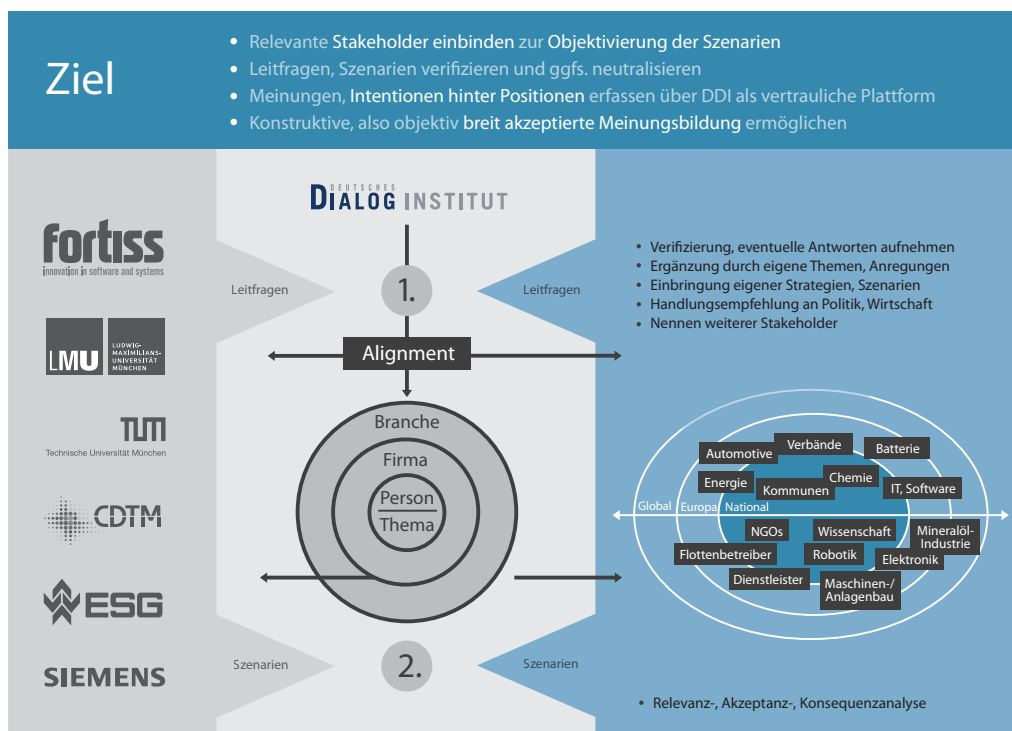 Ziel
• Relevante Stakeholder einbinden zur Objektivierung der Szenarien
• Leitfragen, Szenarien verifizieren und ggfs. neutralisieren
• Meinungen, Intentionen hinter Positionen erfassen über DDI als vertrauliche Plattform
• Konstruktive, also objektiv breit akzeptierte Meinungsbildung ermöglichen
fortiss
innovation in software and systems
LMU
LUDWIG-
MAXIMILIANS-
UNIVERSITÄT
MÜNCHEN
TUM
Technische Universität München
CDTM
ESG
SIEMENS
DEUTSCHES
DIALOG INSTITUT
Leitfragen
1.
Leitfragen
Alignment
Branche
Firma
Person
Thema
Szenarien
2.
Szenarien
• Verifizierung, eventuelle Antworten aufnehmen
• Ergänzung durch eigene Themen, Anregungen
• Einbringung eigener Strategien, Szenarien
• Handlungsempfehlung an Politik, Wirtschaft
• Nennen weiterer Stakeholder
Verbände
Automotive
Batterie
Chemie
Energie
Kommunen
IT, Software
Global
Europa
National
NGOs
Wissenschaft
Mineralöl-
Industrie
Flottenbetreiber
Robotik
Elektronik
Dienstleister
Maschinen-/
Anlagenbau
• Relevanz-, Akzeptanz-, Konsequenzanalyse